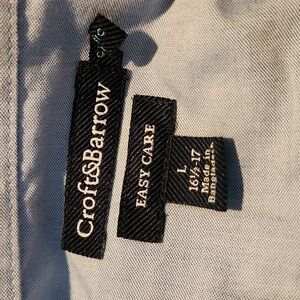 Croft&Barrow
EASY CARE
L
16½-17
Made in
Bangladesh